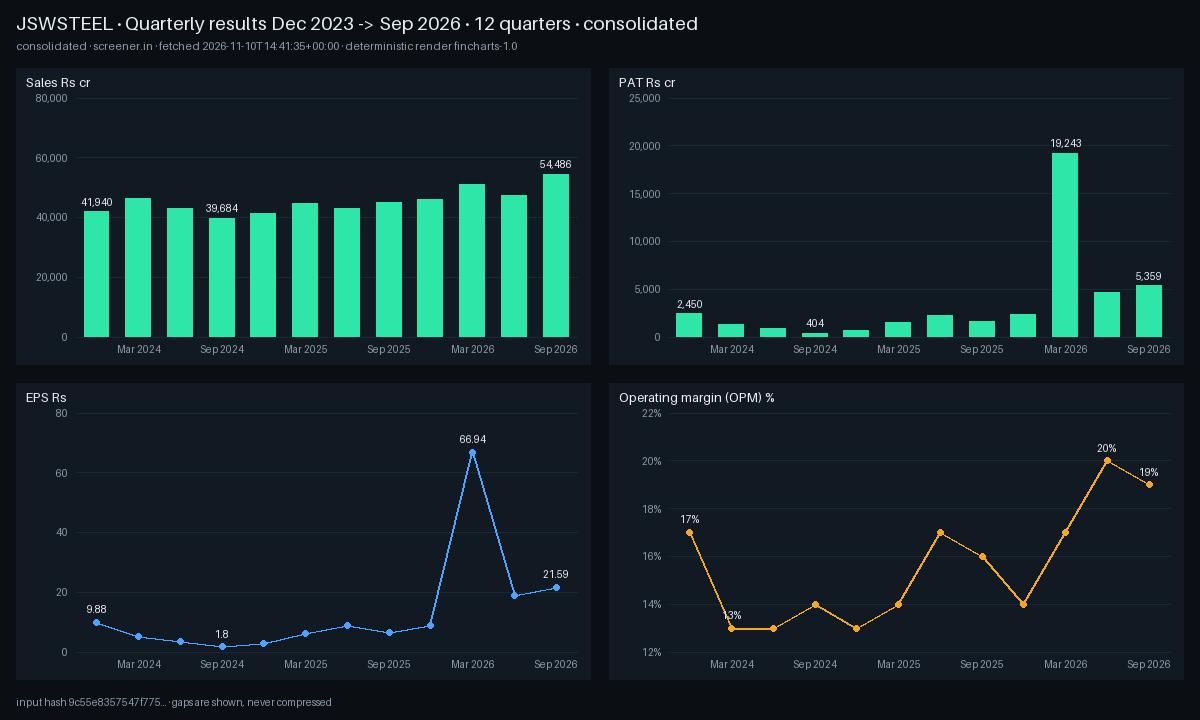 JSWSTEEL · Quarterly results Dec 2023 -> Sep 2026 · 12 quarters · consolidated
consolidated · screener.in · fetched 2026-11-10T14:41:35+00:00 · deterministic render fincharts-1.0
Sales Rs cr
80,000
60,000
40,000
20,000
0
41,940
39,684
54,486
Mar 2024
Sep 2024
Mar 2025
Sep 2025
Mar 2026
Sep 2026
PAT Rs cr
25,000
20,000
15,000
10,000
5,000
0
2,450
404
19,243
5,359
Mar 2024
Sep 2024
Mar 2025
Sep 2025
Mar 2026
Sep 2026
EPS Rs
80
60
40
20
0
9.88
1.8
66.94
21.59
Mar 2024
Sep 2024
Mar 2025
Sep 2025
Mar 2026
Sep 2026
Operating margin (OPM) %
22%
20%
18%
16%
14%
12%
17%
13%
20%
19%
Mar 2024
Sep 2024
Mar 2025
Sep 2025
Mar 2026
Sep 2026
input hash 9c55e8357547f775… · gaps are shown, never compressed